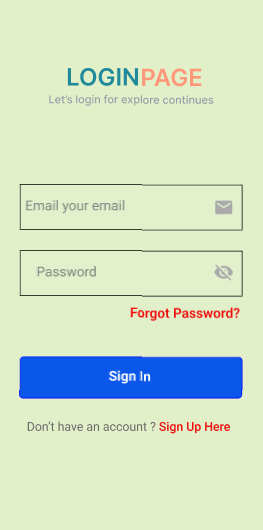 LOGINPAGE
Let's login for explore continues
Email your email
Password
Forgot Password?
Sign In
Don't have an account ? Sign Up Here